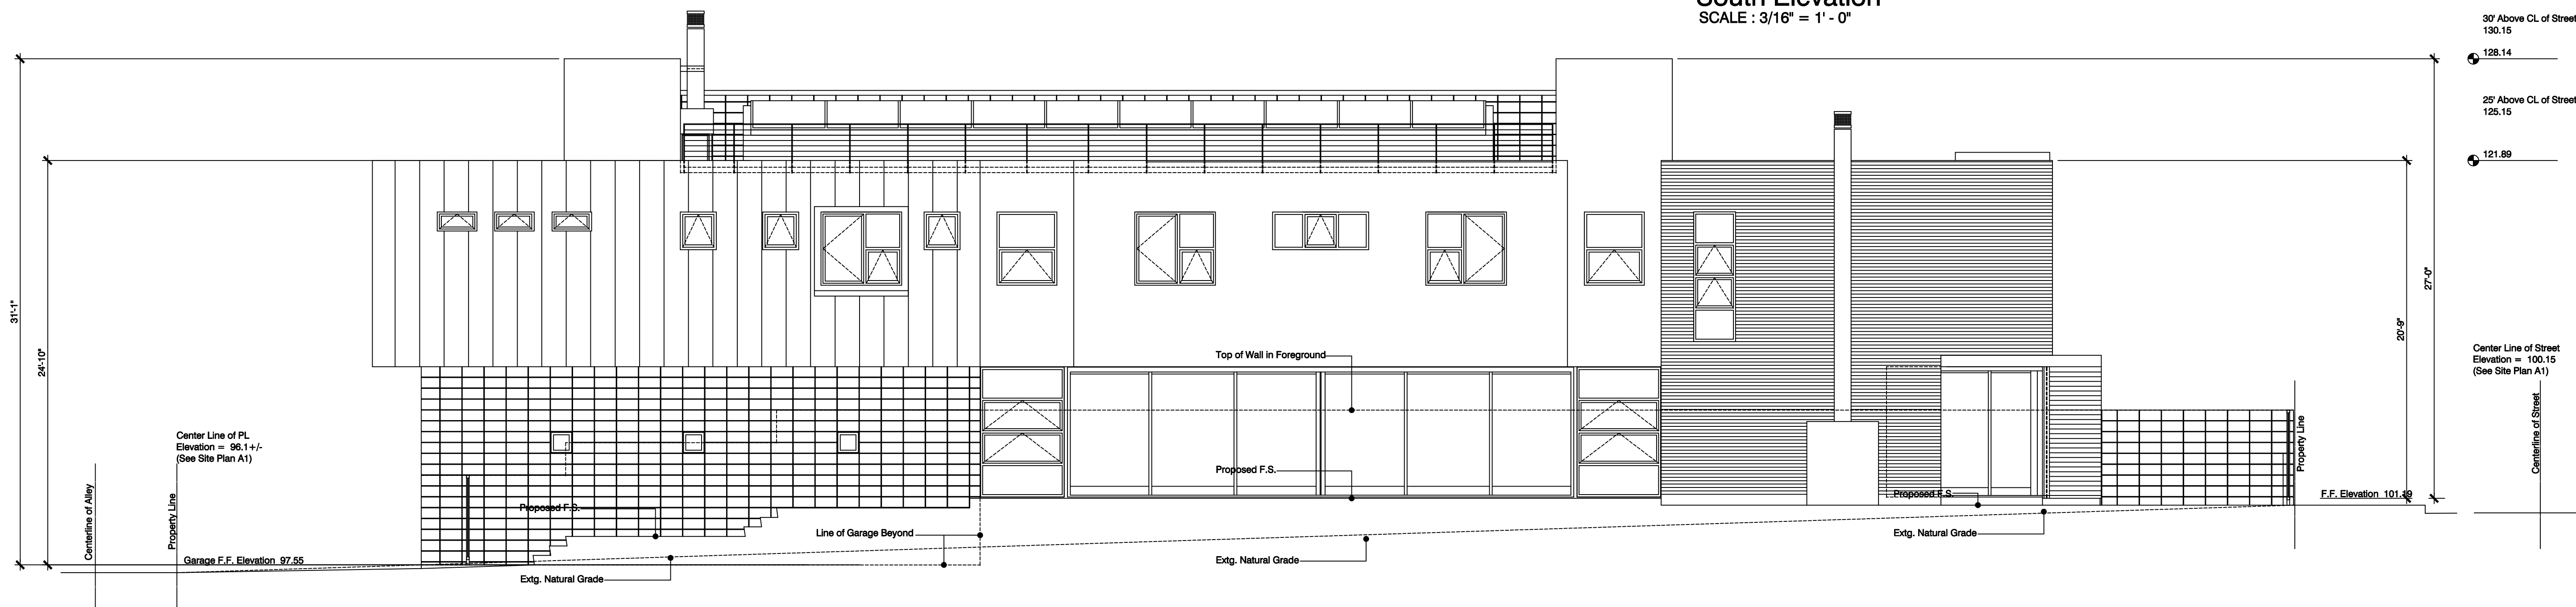 South Elevation
SCALE : 3/16" = 1' - 0"
30' Above CL of Street
130.15
128.14
25' Above CL of Street
125.15
121.89
31'-1"
24'-10"
27'-0"
20'-9"
Top of Wall in Foreground
Center Line of Street
Elevation = 100.15
(See Site Plan A1)
Center Line of PL
Elevation = 96.1+/-
(See Site Plan A1)
Centerline of Alley
Property Line
Proposed F.S.
Proposed F.S.
Proposed F.S.
Property Line
Centerline of Street
F.F. Elevation 101.19
Garage F.F. Elevation 97.55
Line of Garage Beyond
Extg. Natural Grade
Extg. Natural Grade
Extg. Natural Grade